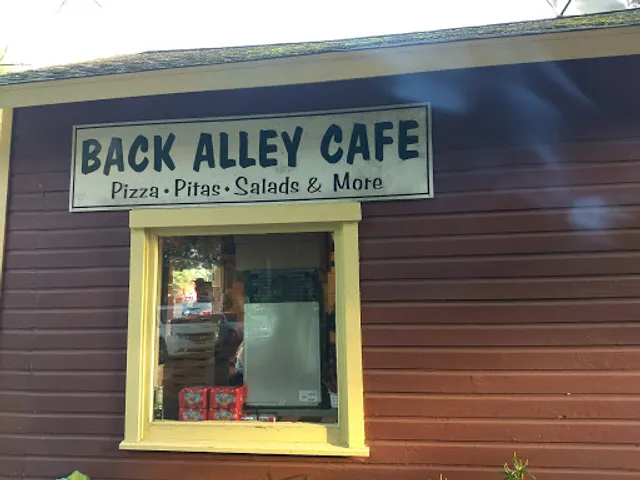 BACK ALLEY CAFE
Pizza • Pitas • Salads & More